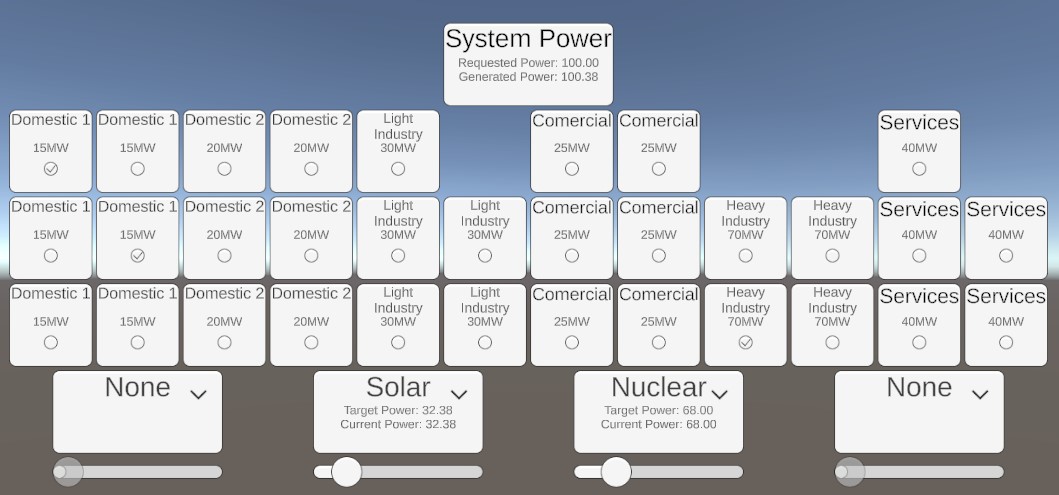 System Power
Requested Power: 100.00
Generated Power: 100.38
Domestic 1
15MW
Domestic 1
15MW
Domestic 2
20MW
Domestic 2
20MW
Light
Industry
30MW
Comercial
25MW
Comercial
25MW
Services
40MW
Domestic 1
15MW
Domestic 1
15MW
Domestic 2
20MW
Domestic 2
20MW
Light
Industry
30MW
Light
Industry
30MW
Comercial
25MW
Comercial
25MW
Heavy
Industry
70MW
Heavy
Industry
70MW
Services
40MW
Services
40MW
Domestic 1
15MW
Domestic 1
15MW
Domestic 2
20MW
Domestic 2
20MW
Light
Industry
30MW
Light
Industry
30MW
Comercial
25MW
Comercial
25MW
Heavy
Industry
70MW
Heavy
Industry
70MW
Services
40MW
Services
40MW
None
Solar
Target Power: 32.38
Current Power: 32.38
Nuclear
Target Power: 68.00
Current Power: 68.00
None